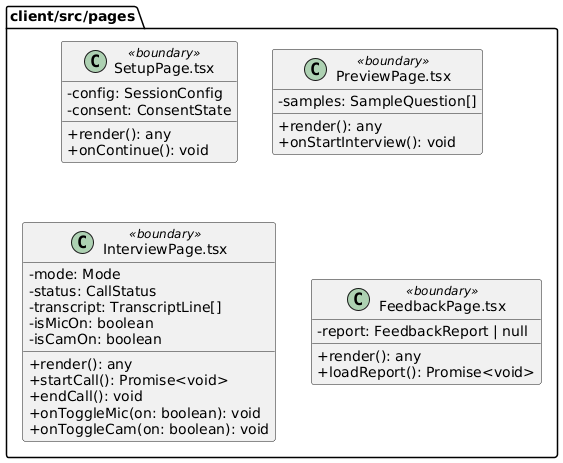 client/src/pages
C
«boundary»
SetupPage.tsx
-config: SessionConfig
-consent: ConsentState
+render(): any
+onContinue(): void
C
«boundary»
PreviewPage.tsx
-samples: SampleQuestion[]
+render(): any
+onStartInterview(): void
C
«boundary»
InterviewPage.tsx
-mode: Mode
-status: CallStatus
-transcript: TranscriptLine[]
-isMicOn: boolean
-isCamOn: boolean
+render(): any
+startCall(): Promise<void>
+endCall(): void
+onToggleMic(on: boolean): void
+onToggleCam(on: boolean): void
C
«boundary»
FeedbackPage.tsx
-report: FeedbackReport | null
+render(): any
+loadReport(): Promise<void>